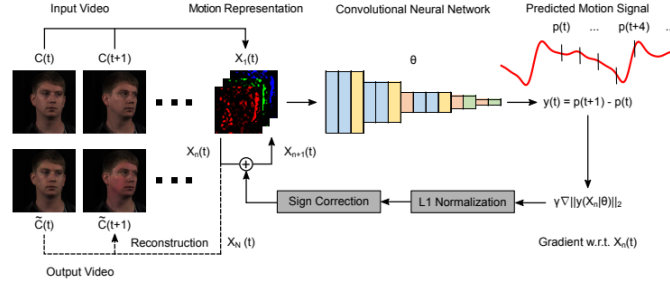 Input Video
Motion Representation
Convolutional Neural Network
Predicted Motion Signal
C(t)
C(t+1)
X1(t)
θ
p(t)
...
p(t+4)
...
y(t) = p(t+1) - p(t)
Xn(t)
Xn+1(t)
Sign Correction
L1 Normalization
γ∇||y(Xn|θ)||2
C̃(t)
C̃(t+1)
Reconstruction
XN (t)
Gradient w.r.t. Xn(t)
Output Video